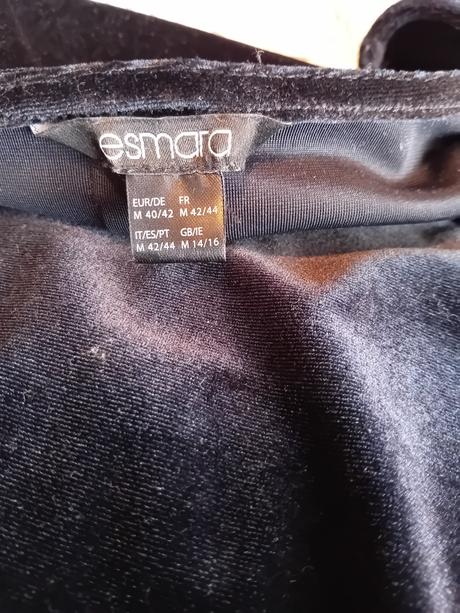 esmara
EUR/DE FR
M 40/42 M 42/44
IT/ES/PT GB/IE
M 42/44 M 14/16